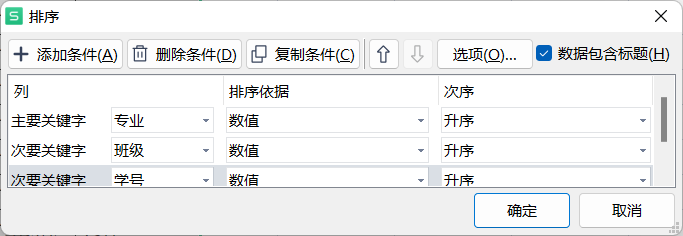 排序
添加条件(A) 删除条件(D) 复制条件(C) 选项(O)... 数据包含标题(H)
列 排序依据 次序
主要关键字 专业 数值 升序
次要关键字 班级 数值 升序
次要关键字 学号 数值 升序
确定 取消